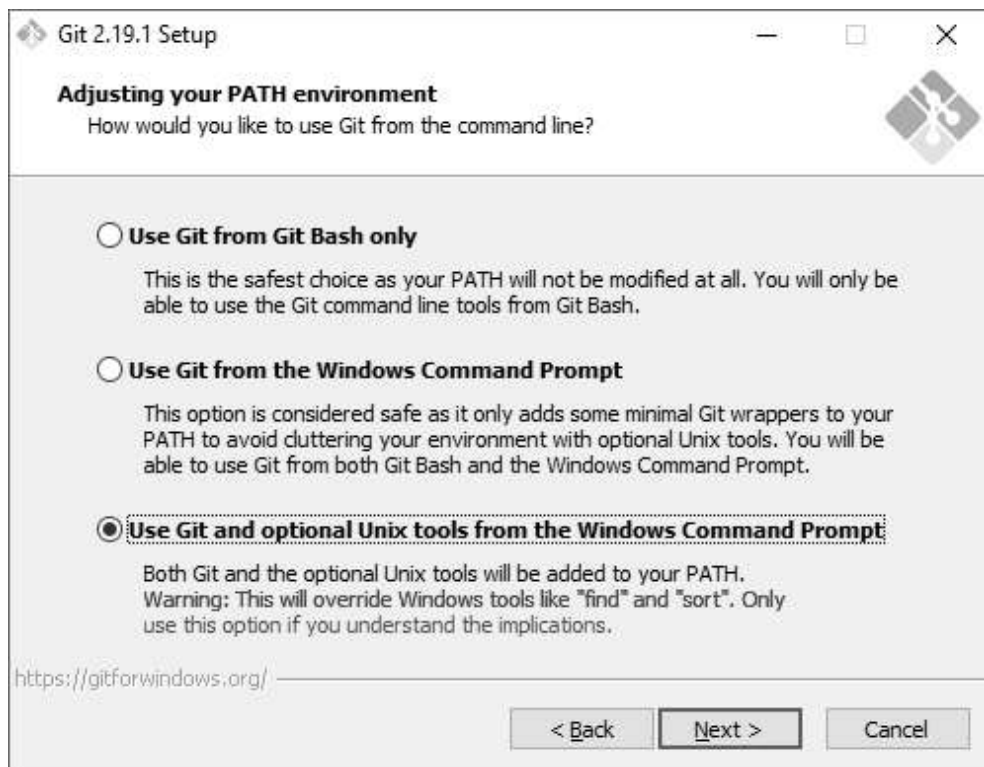 Git 2.19.1 Setup
Adjusting your PATH environment
How would you like to use Git from the command line?
Use Git from Git Bash only
This is the safest choice as your PATH will not be modified at all. You will only be
able to use the Git command line tools from Git Bash.
Use Git from the Windows Command Prompt
This option is considered safe as it only adds some minimal Git wrappers to your
PATH to avoid cluttering your environment with optional Unix tools. You will be
able to use Git from both Git Bash and the Windows Command Prompt.
Use Git and optional Unix tools from the Windows Command Prompt
Both Git and the optional Unix tools will be added to your PATH.
Warning: This will override Windows tools like "find" and "sort". Only
use this option if you understand the implications.
https://gitforwindows.org/
< Back Next > Cancel